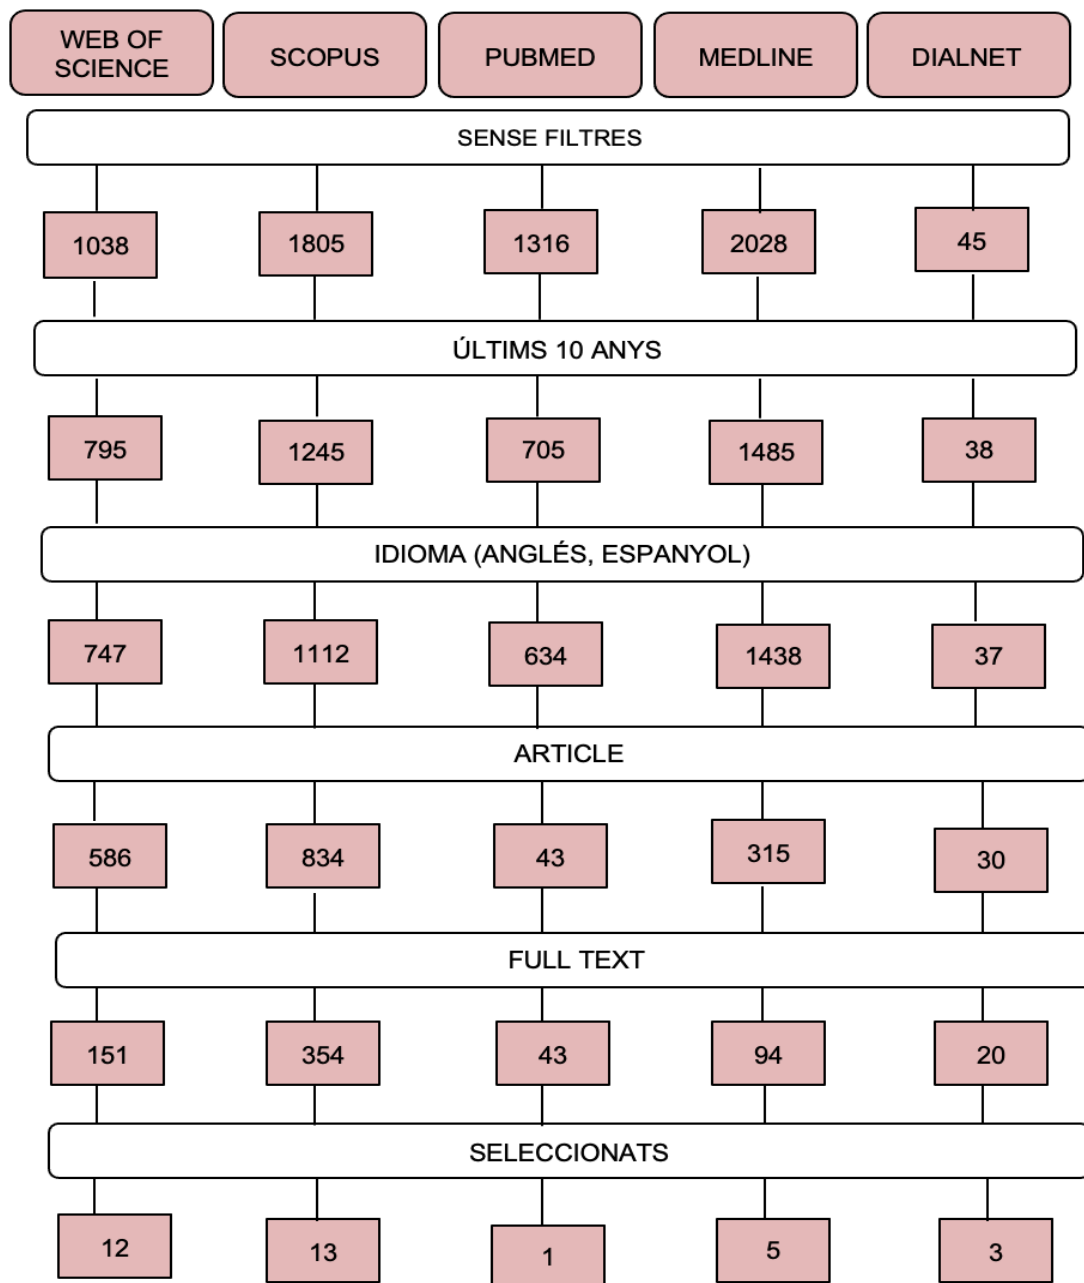 WEB OF
SCIENCE
SCOPUS
PUBMED
MEDLINE
DIALNET
SENSE FILTRES
1038
1805
1316
2028
45
ÚLTIMS 10 ANYS
795
1245
705
1485
38
IDIOMA (ANGLÉS, ESPANYOL)
747
1112
634
1438
37
ARTICLE
586
834
43
315
30
FULL TEXT
151
354
43
94
20
SELECCIONATS
12
13
1
5
3